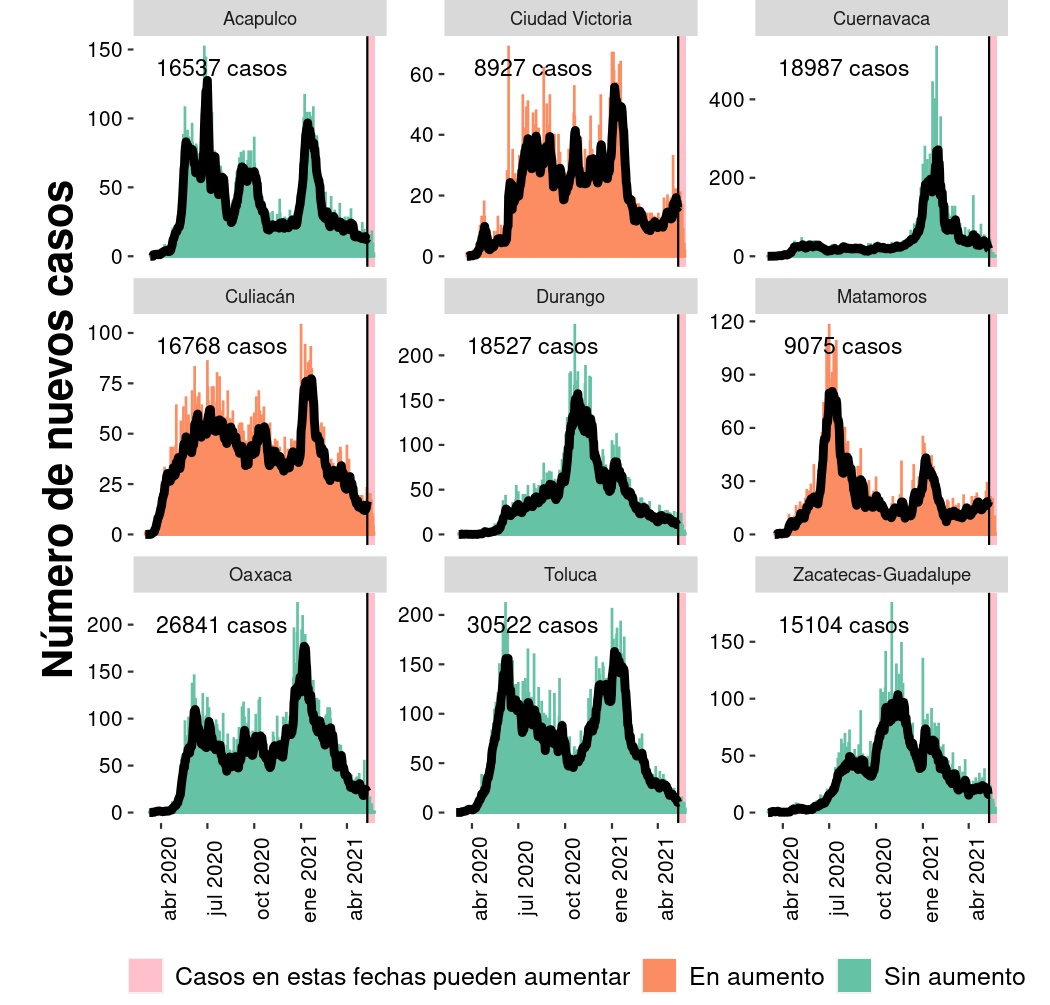 Número de nuevos casos
Acapulco
Ciudad Victoria
Cuernavaca
150
100
50
0
16537 casos
60
40
20
0
8927 casos
400
200
0
18987 casos
Culiacán
Durango
Matamoros
100
75
50
25
0
16768 casos
200
150
100
50
0
18527 casos
120
90
60
30
0
9075 casos
Oaxaca
Toluca
Zacatecas-Guadalupe
200
150
100
50
0
26841 casos
200
150
100
50
0
30522 casos
150
100
50
0
15104 casos
abr 2020
jul 2020
oct 2020
ene 2021
abr 2021
abr 2020
jul 2020
oct 2020
ene 2021
abr 2021
abr 2020
jul 2020
oct 2020
ene 2021
abr 2021
Casos en estas fechas pueden aumentar
En aumento
Sin aumento